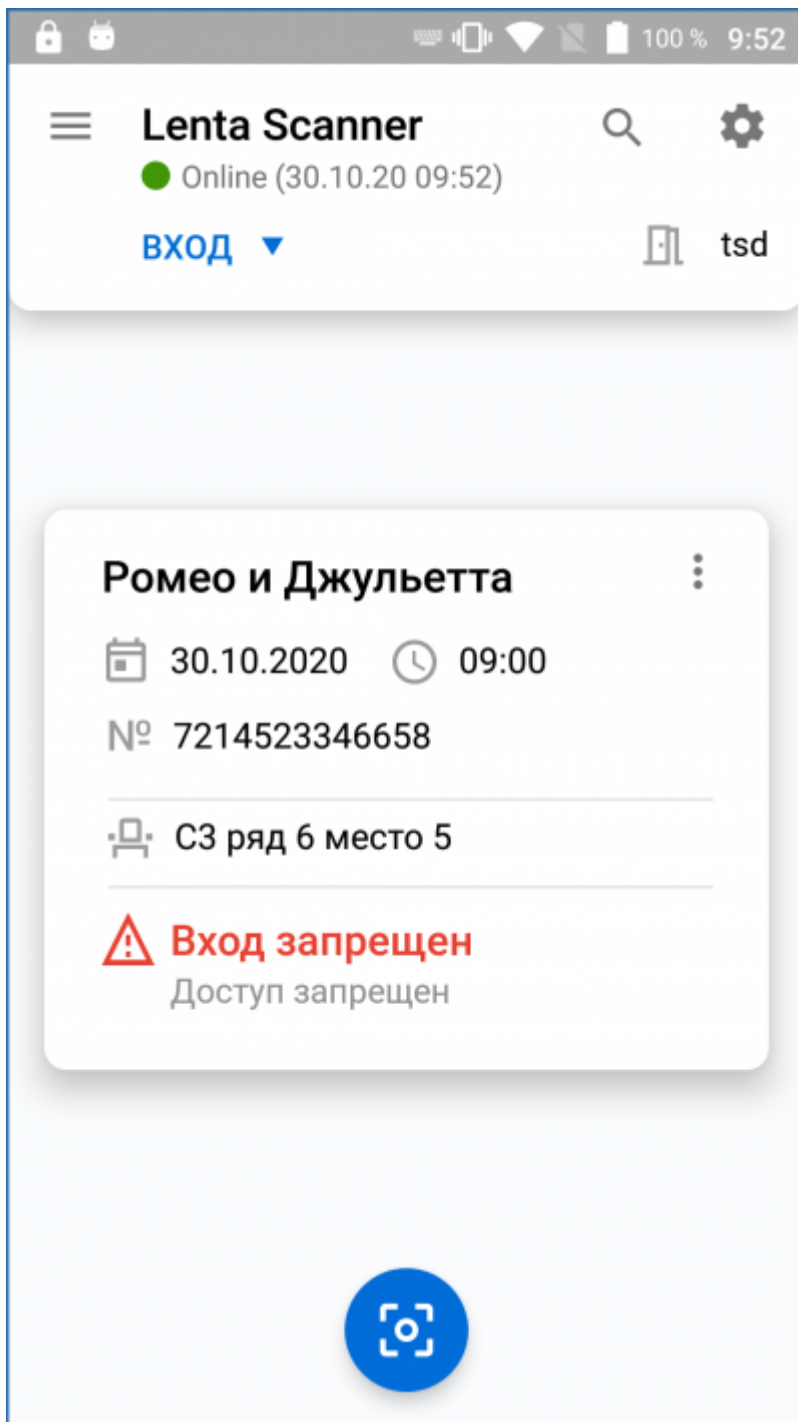 100 % 9:52
Lenta Scanner
Online (30.10.20 09:52)
ВХОД tsd
Ромео и Джульетта
30.10.2020 09:00
Nº 7214523346658
C3 ряд 6 место 5
Вход запрещен
Доступ запрещен